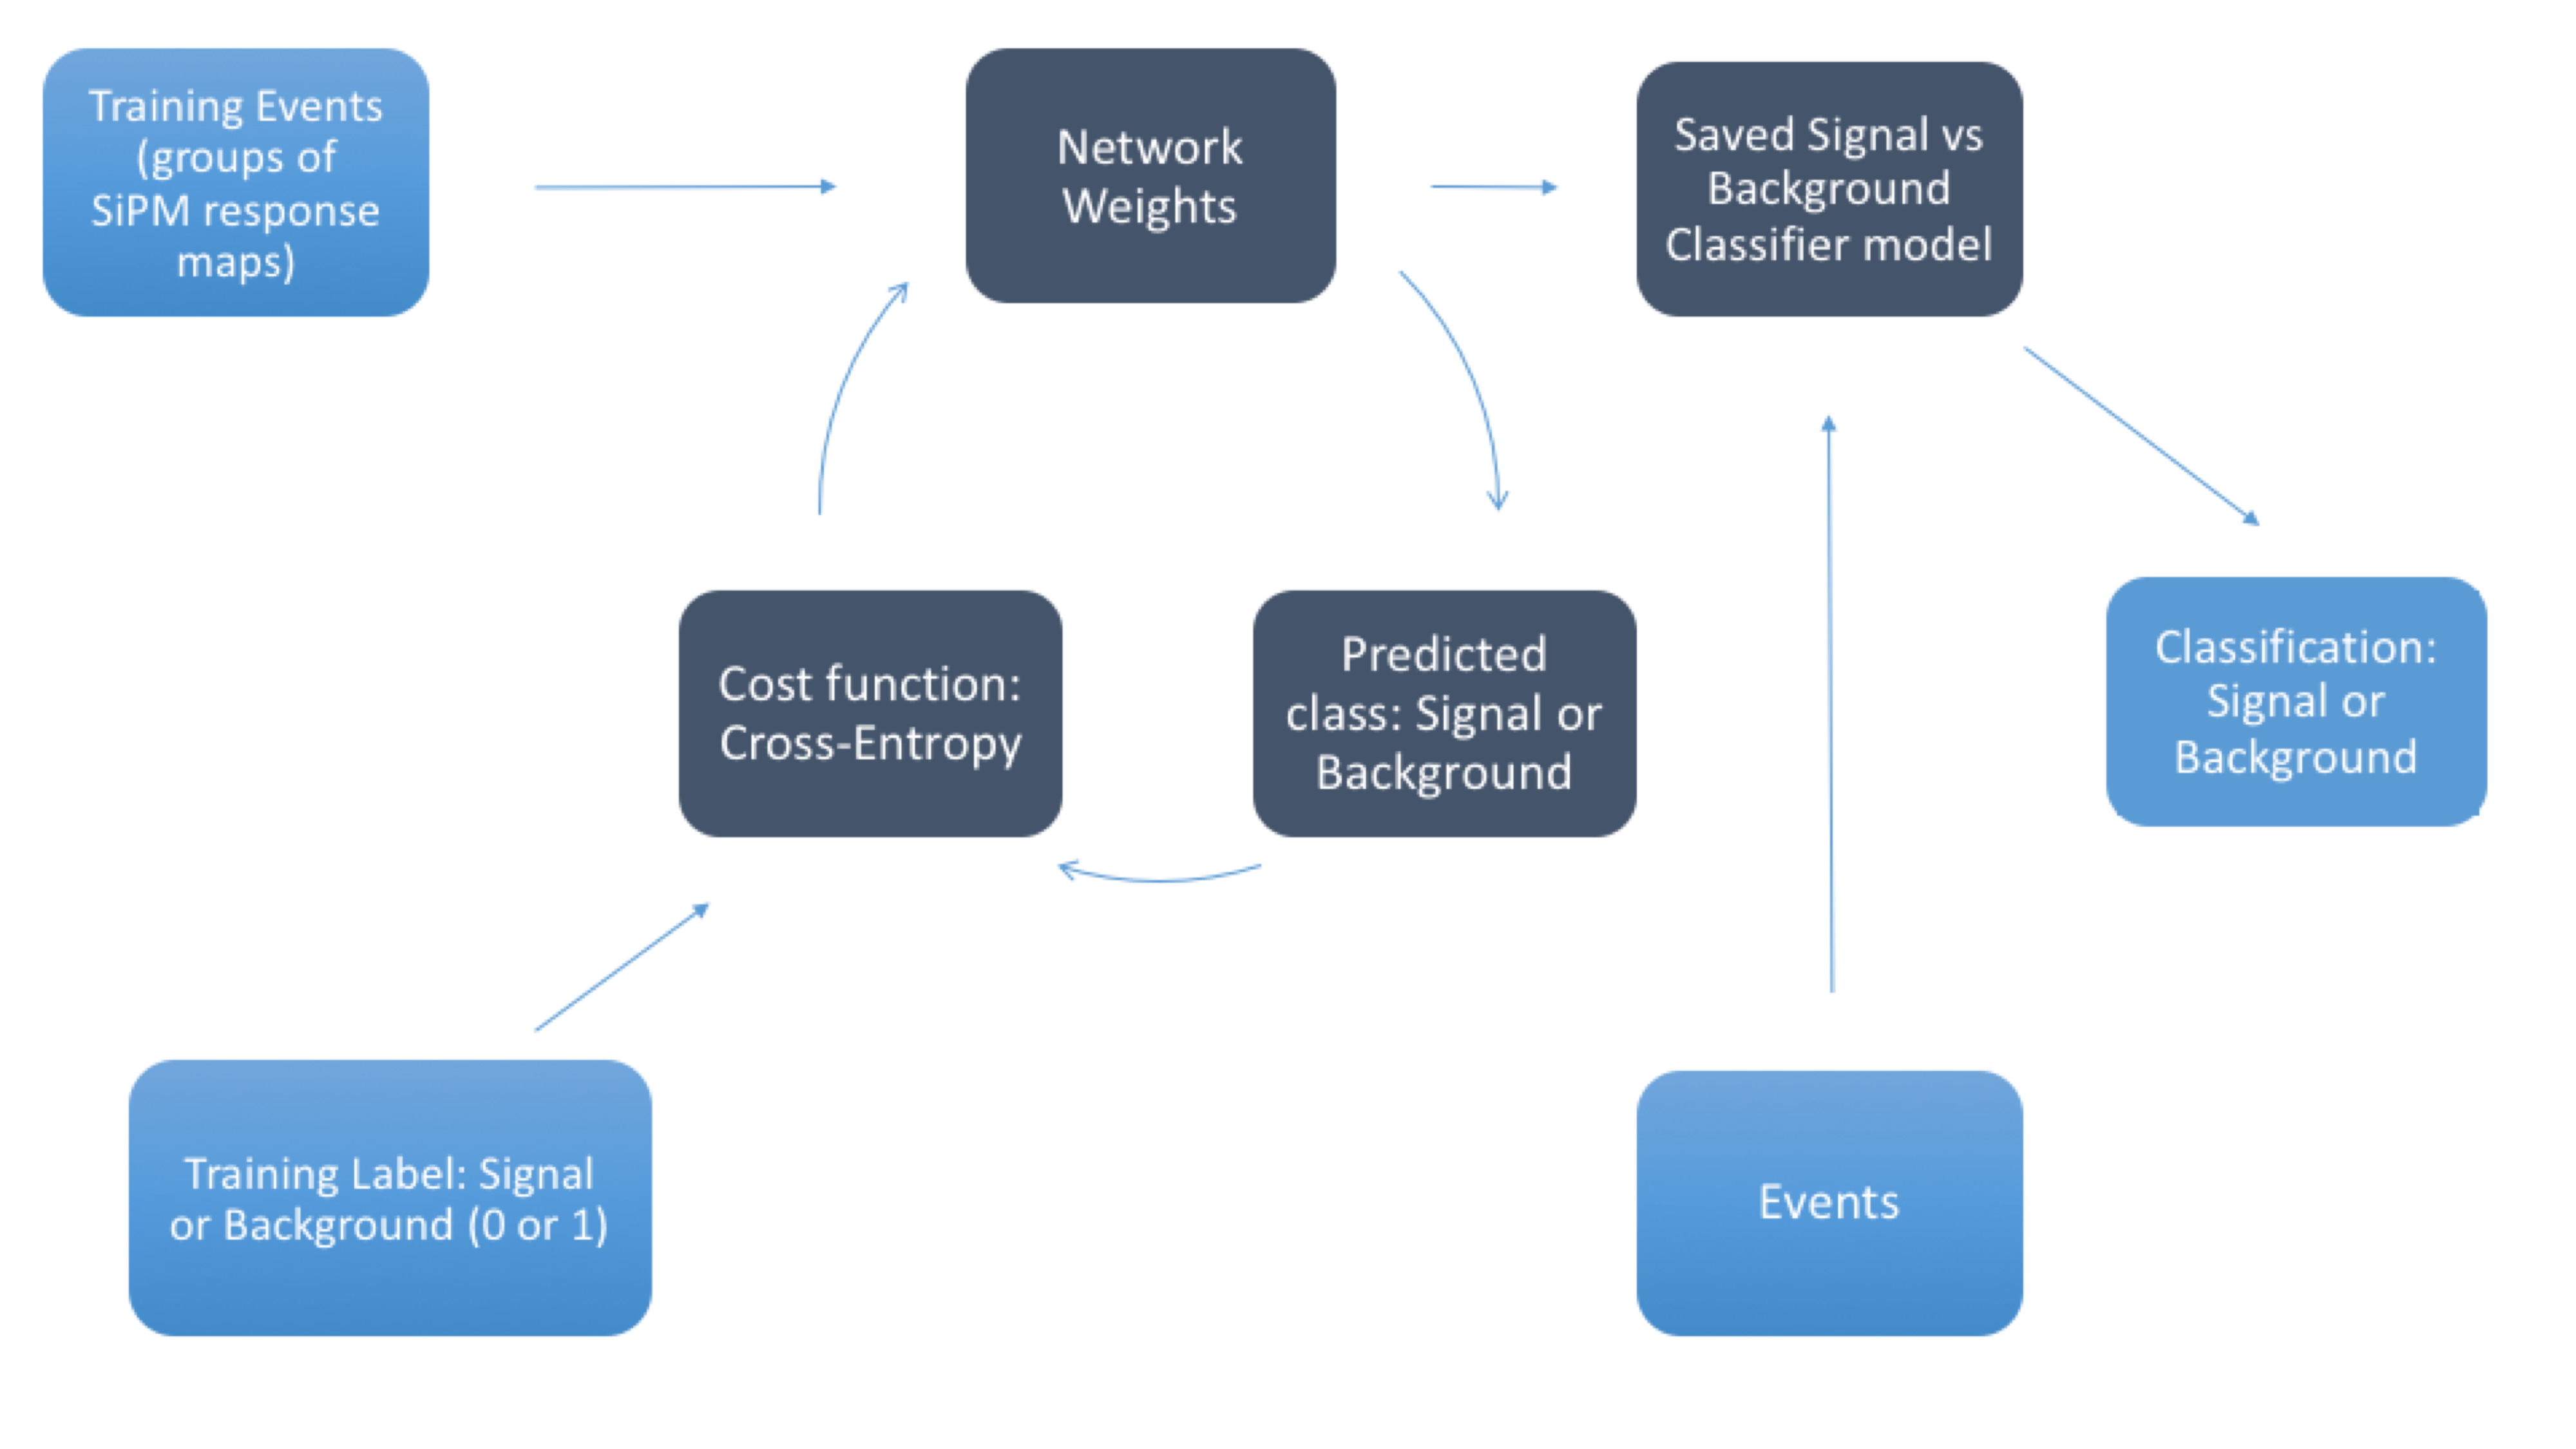 Training Events
(groups of
SiPM response
maps)
Network
Weights
Saved Signal vs
Background
Classifier model
Cost function:
Cross-Entropy
Predicted
class: Signal or
Background
Classification:
Signal or
Background
Training Label: Signal
or Background (0 or 1)
Events